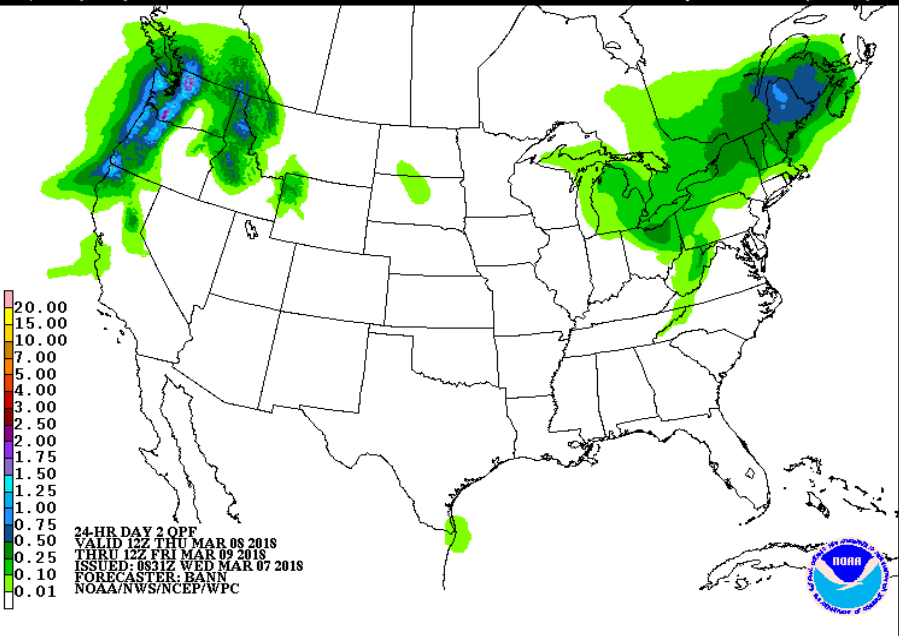 20.00
15.00
10.00
7.00
5.00
4.00
3.00
2.50
2.00
1.75
1.50
1.25
1.00
0.75
0.50
0.25
0.10
0.01
24-HR DAY 2 QPF
VALID 12Z THU MAR 08 2018
THRU 12Z FRI MAR 09 2018
ISSUED: 0831Z WED MAR 07 2018
FORECASTER: BANN
NOAA/NWS/NCEP/WPC
NOAA